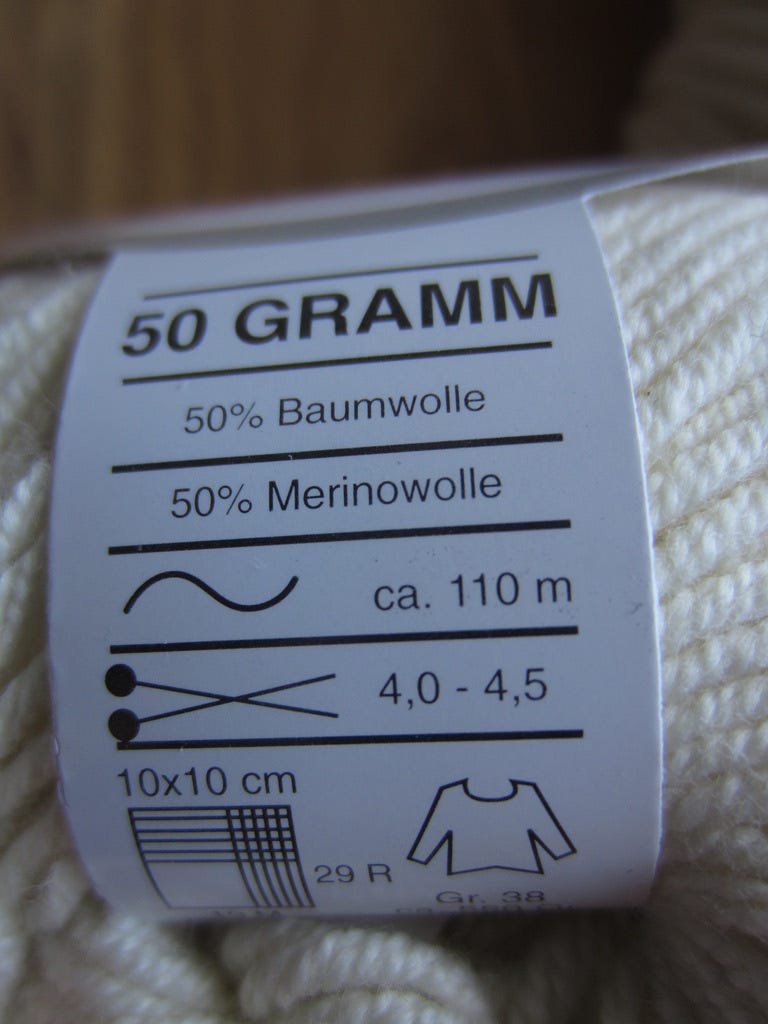 50 GRAMM
50% Baumwolle
50% Merinowolle
ca. 110 m
4,0 - 4,5
10x10 cm
29 R
Gr. 38